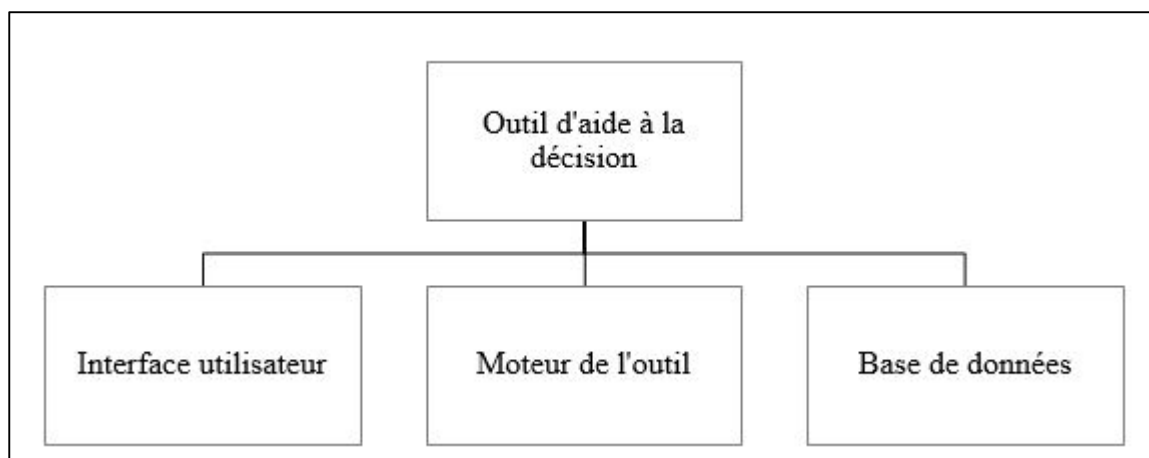 Outil d'aide à la
décision
Interface utilisateur
Moteur de l'outil
Base de données